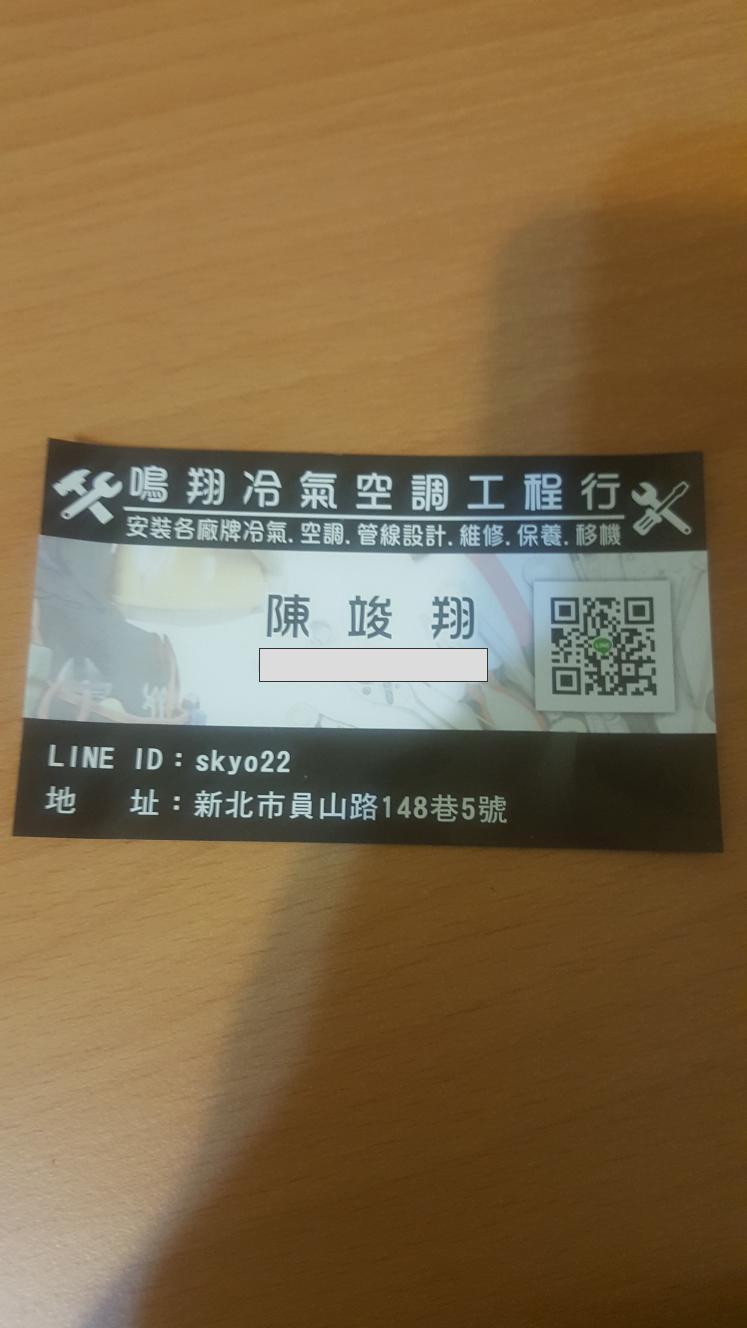 鳴翔冷氣空調工程行
安裝各廠牌冷氣.空調.管線設計.維修.保養.移機
陳竣翔
LINE ID：skyo22
地 址：新北市員山路148巷5號